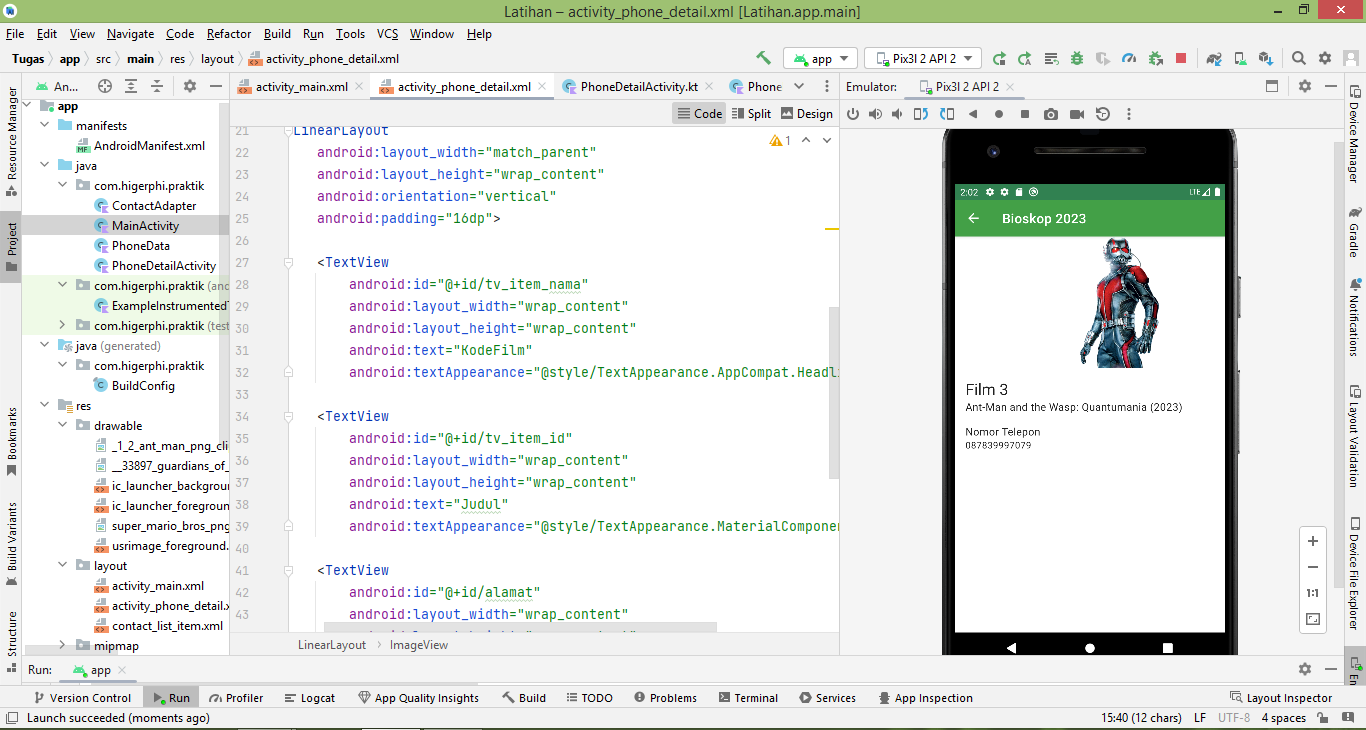 Latihan – activity_phone_detail.xml [Latihan.app.main]
File Edit View Navigate Code Refactor Build Run Tools VCS Window Help
Tugas app src main res layout activity_phone_detail.xml
app Pix3l 2 API 2
An... activity_main.xml activity_phone_detail.xml PhoneDetailActivity.kt Phone Emulator: Pix3l 2 API 2
Code Split Design
Resource Manager
Project
Bookmarks
Build Variants
Structure
app
manifests
AndroidManifest.xml
java
com.higerphi.praktik
ContactAdapter
MainActivity
PhoneData
PhoneDetailActivity
com.higerphi.praktik (and
ExampleInstrumentedT
com.higerphi.praktik (test
java (generated)
com.higerphi.praktik
BuildConfig
res
drawable
_1_2_ant_man_png_cli
__33897_guardians_of_
ic_launcher_backgrou
ic_launcher_foregroun
super_mario_bros_png
usrimage_foreground.
layout
activity_main.xml
activity_phone_detail.x
contact_list_item.xml
mipmap
1
21 LinearLayout
22 android:layout_width="match_parent"
23 android:layout_height="wrap_content"
24 android:orientation="vertical"
25 android:padding="16dp">
26
27 <TextView
28 android:id="@+id/tv_item_nama"
29 android:layout_width="wrap_content"
30 android:layout_height="wrap_content"
31 android:text="KodeFilm"
32 android:textAppearance="@style/TextAppearance.AppCompat.Headli
33
34 <TextView
35 android:id="@+id/tv_item_id"
36 android:layout_width="wrap_content"
37 android:layout_height="wrap_content"
38 android:text="Judul"
39 android:textAppearance="@style/TextAppearance.MaterialComponen
40
41 <TextView
42 android:id="@+id/alamat"
43 android:layout_width="wrap_content"
LinearLayout ImageView
2:02 LTE
Bioskop 2023
Film 3
Ant-Man and the Wasp: Quantumania (2023)
Nomor Telepon
087839997079
1:1
Device Manager
Gradle
Notifications
Layout Validation
Device File Explorer
En
Run: app
Version Control Run Profiler Logcat App Quality Insights Build TODO Problems Terminal Services App Inspection Layout Inspector
Launch succeeded (moments ago) 15:40 (12 chars) LF UTF-8 4 spaces